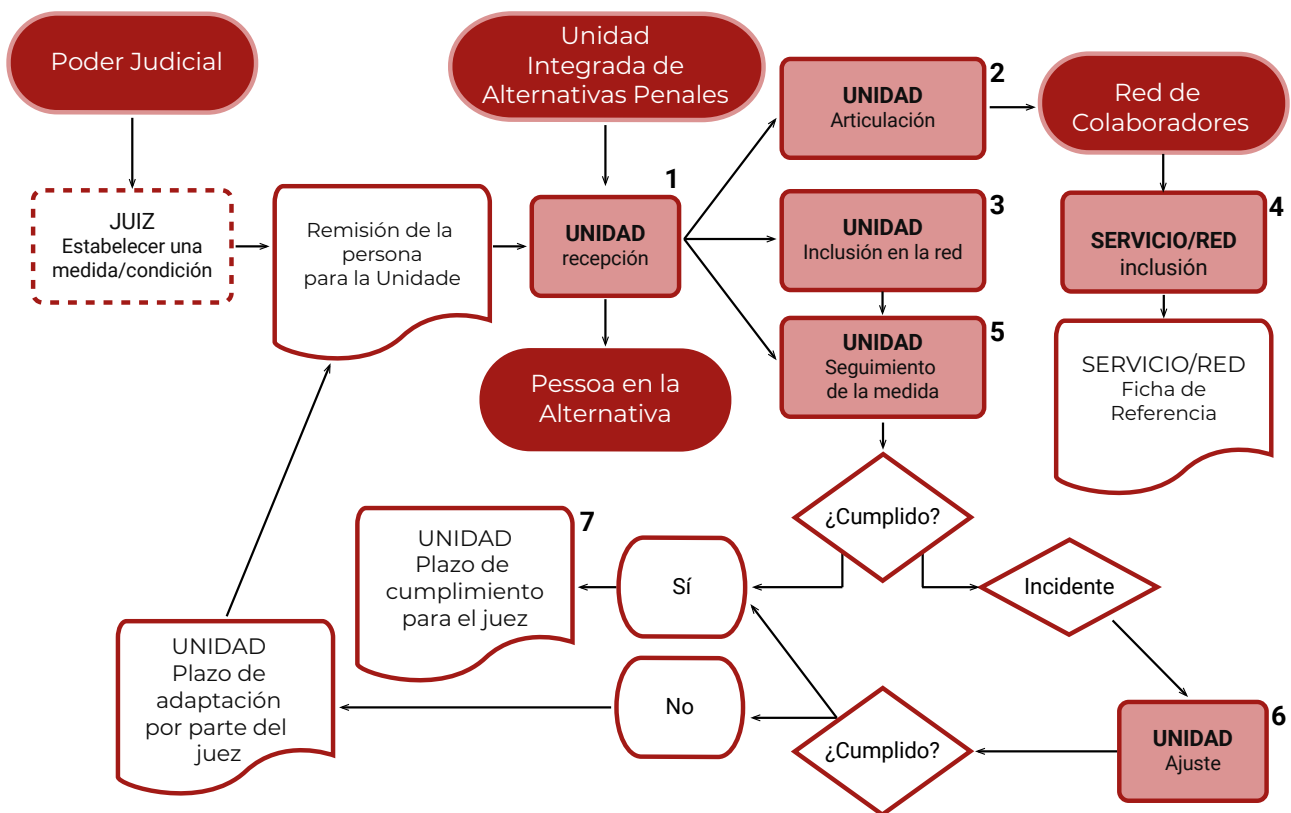 Poder Judicial
Unidad
Integrada de
Alternativas Penales
2
UNIDAD
Articulación
Red de
Colaboradores
JUIZ
Estabelecer una
medida/condición
Remisión de la
persona
para la Unidade
1
UNIDAD
recepción
3
UNIDAD
Inclusión en la red
4
SERVICIO/RED
inclusión
5
UNIDAD
Seguimiento
de la medida
Pessoa en la
Alternativa
SERVICIO/RED
Ficha de
Referencia
¿Cumplido?
7
UNIDAD
Plazo de
cumplimiento
para el juez
Sí
Incidente
UNIDAD
Plazo de
adaptación
por parte del
juez
No
¿Cumplido?
6
UNIDAD
Ajuste